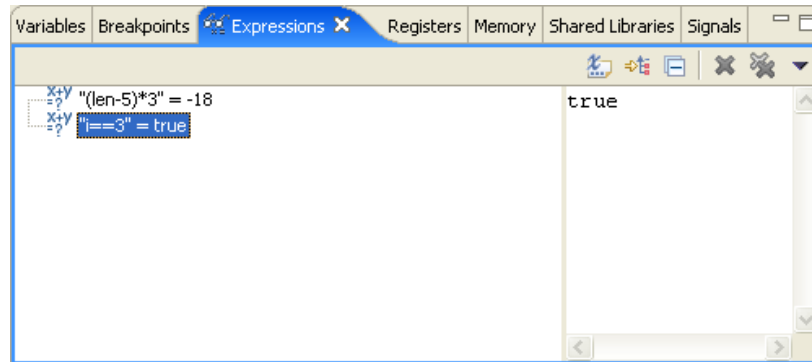 Variables Breakpoints Expressions Registers Memory Shared Libraries Signals
"(len-5)*3" = -18
"i==3" = true
true